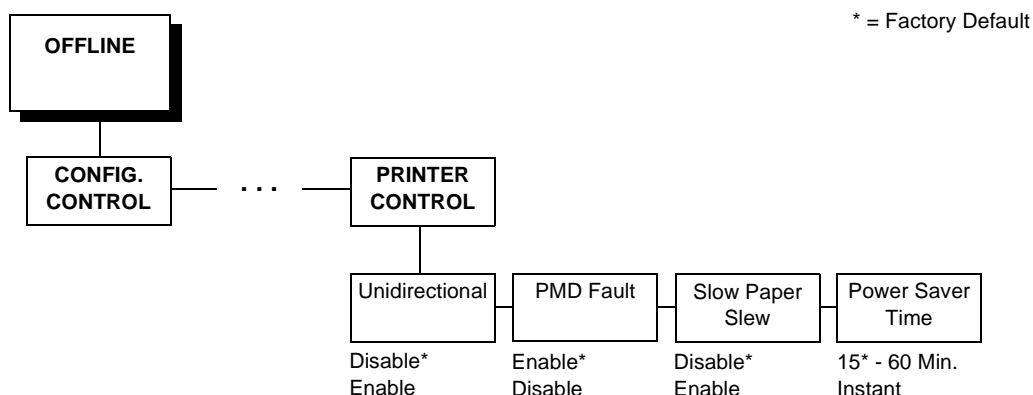 * = Factory Default
OFFLINE
CONFIG.
CONTROL
. . .
PRINTER
CONTROL
Unidirectional
Disable*
Enable
PMD Fault
Enable*
Disable
Slow Paper
Slew
Disable*
Enable
Power Saver
Time
15* - 60 Min.
Instant